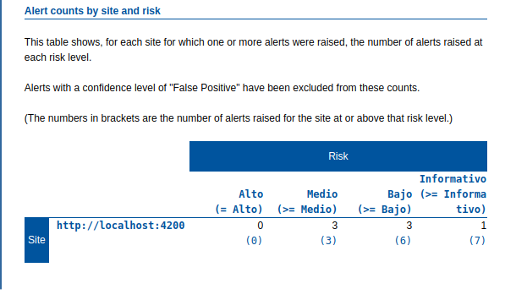 Alert counts by site and risk
This table shows, for each site for which one or more alerts were raised, the number of alerts raised at
each risk level.
Alerts with a confidence level of "False Positive" have been excluded from these counts.
(The numbers in brackets are the number of alerts raised for the site at or above that risk level.)
Risk
Informativo
Alto Medio Bajo (>= Informa
(= Alto) (>= Medio) (>= Bajo) tivo)
http://localhost:4200 0 3 3 1
Site (0) (3) (6) (7)